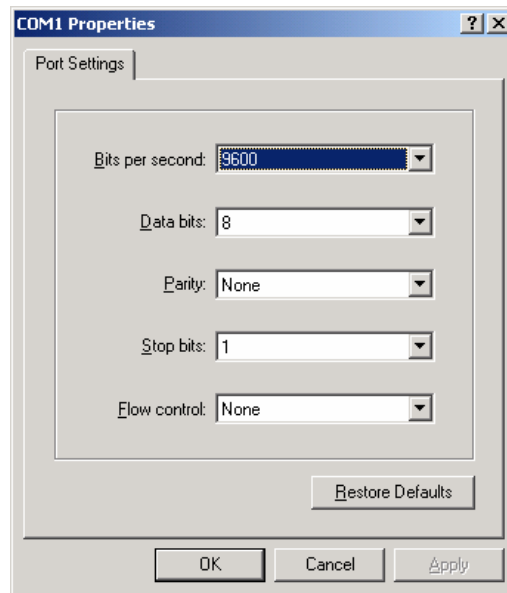 COM1 Properties
Port Settings
Bits per second: 9600
Data bits: 8
Parity: None
Stop bits: 1
Flow control: None
Restore Defaults
OK Cancel Apply